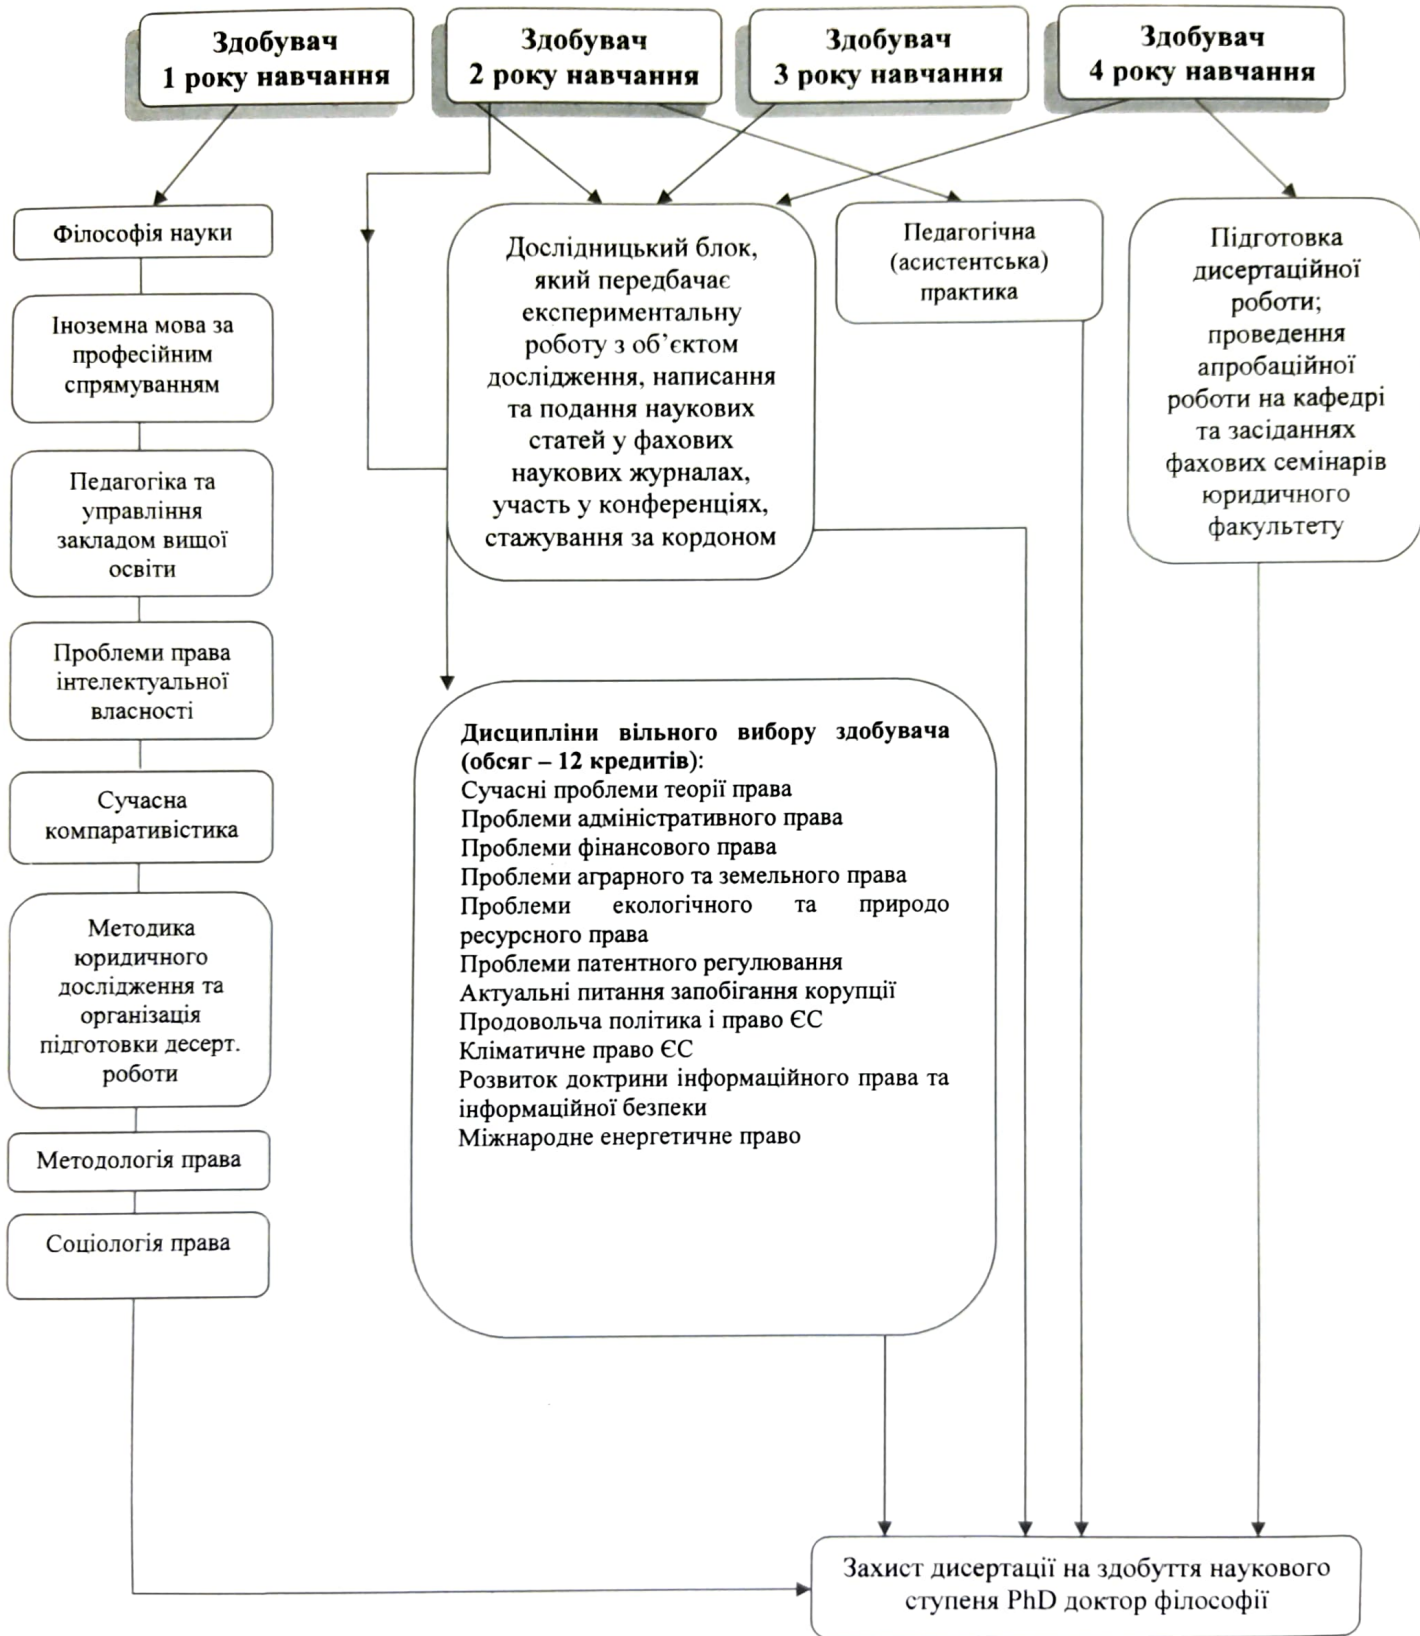 Здобувач
1 року навчання
Здобувач
2 року навчання
Здобувач
3 року навчання
Здобувач
4 року навчання
Філософія науки
Іноземна мова за
професійним
спрямуванням
Педагогіка та
управління
закладом вищої
освіти
Проблеми права
інтелектуальної
власності
Сучасна
компаративістика
Методика
юридичного
дослідження та
організація
підготовки десерт.
роботи
Методологія права
Соціологія права
Дослідницький блок,
який передбачає
експериментальну
роботу з об’єктом
дослідження, написання
та подання наукових
статей у фахових
наукових журналах,
участь у конференціях,
стажування за кордоном
Педагогічна
(асистентська)
практика
Підготовка
дисертаційної
роботи;
проведення
апробаційної
роботи на кафедрі
та засіданнях
фахових семінарів
юридичного
факультету
Дисципліни вільного вибору здобувача
(обсяг – 12 кредитів):
Сучасні проблеми теорії права
Проблеми адміністративного права
Проблеми фінансового права
Проблеми аграрного та земельного права
Проблеми екологічного та природо
ресурсного права
Проблеми патентного регулювання
Актуальні питання запобігання корупції
Продовольча політика і право ЄС
Кліматичне право ЄС
Розвиток доктрини інформаційного права та
інформаційної безпеки
Міжнародне енергетичне право
Захист дисертації на здобуття наукового
ступеня PhD доктор філософії